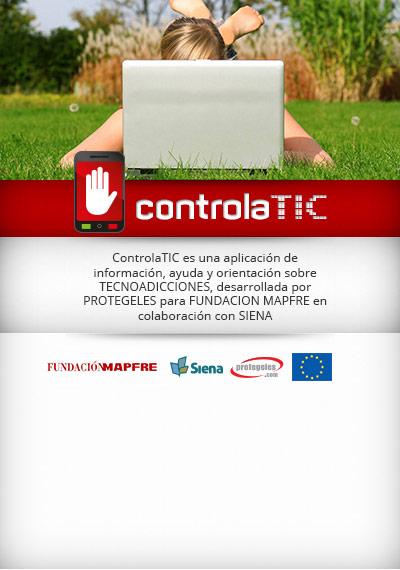 controlaTIC
ControlaTIC es una aplicación de
información, ayuda y orientación sobre
TECNOADICCIONES, desarrollada por
PROTEGELES para FUNDACION MAPFRE en
colaboración con SIENA
FUNDACIÓNMAPFRE Siena protegeles .com